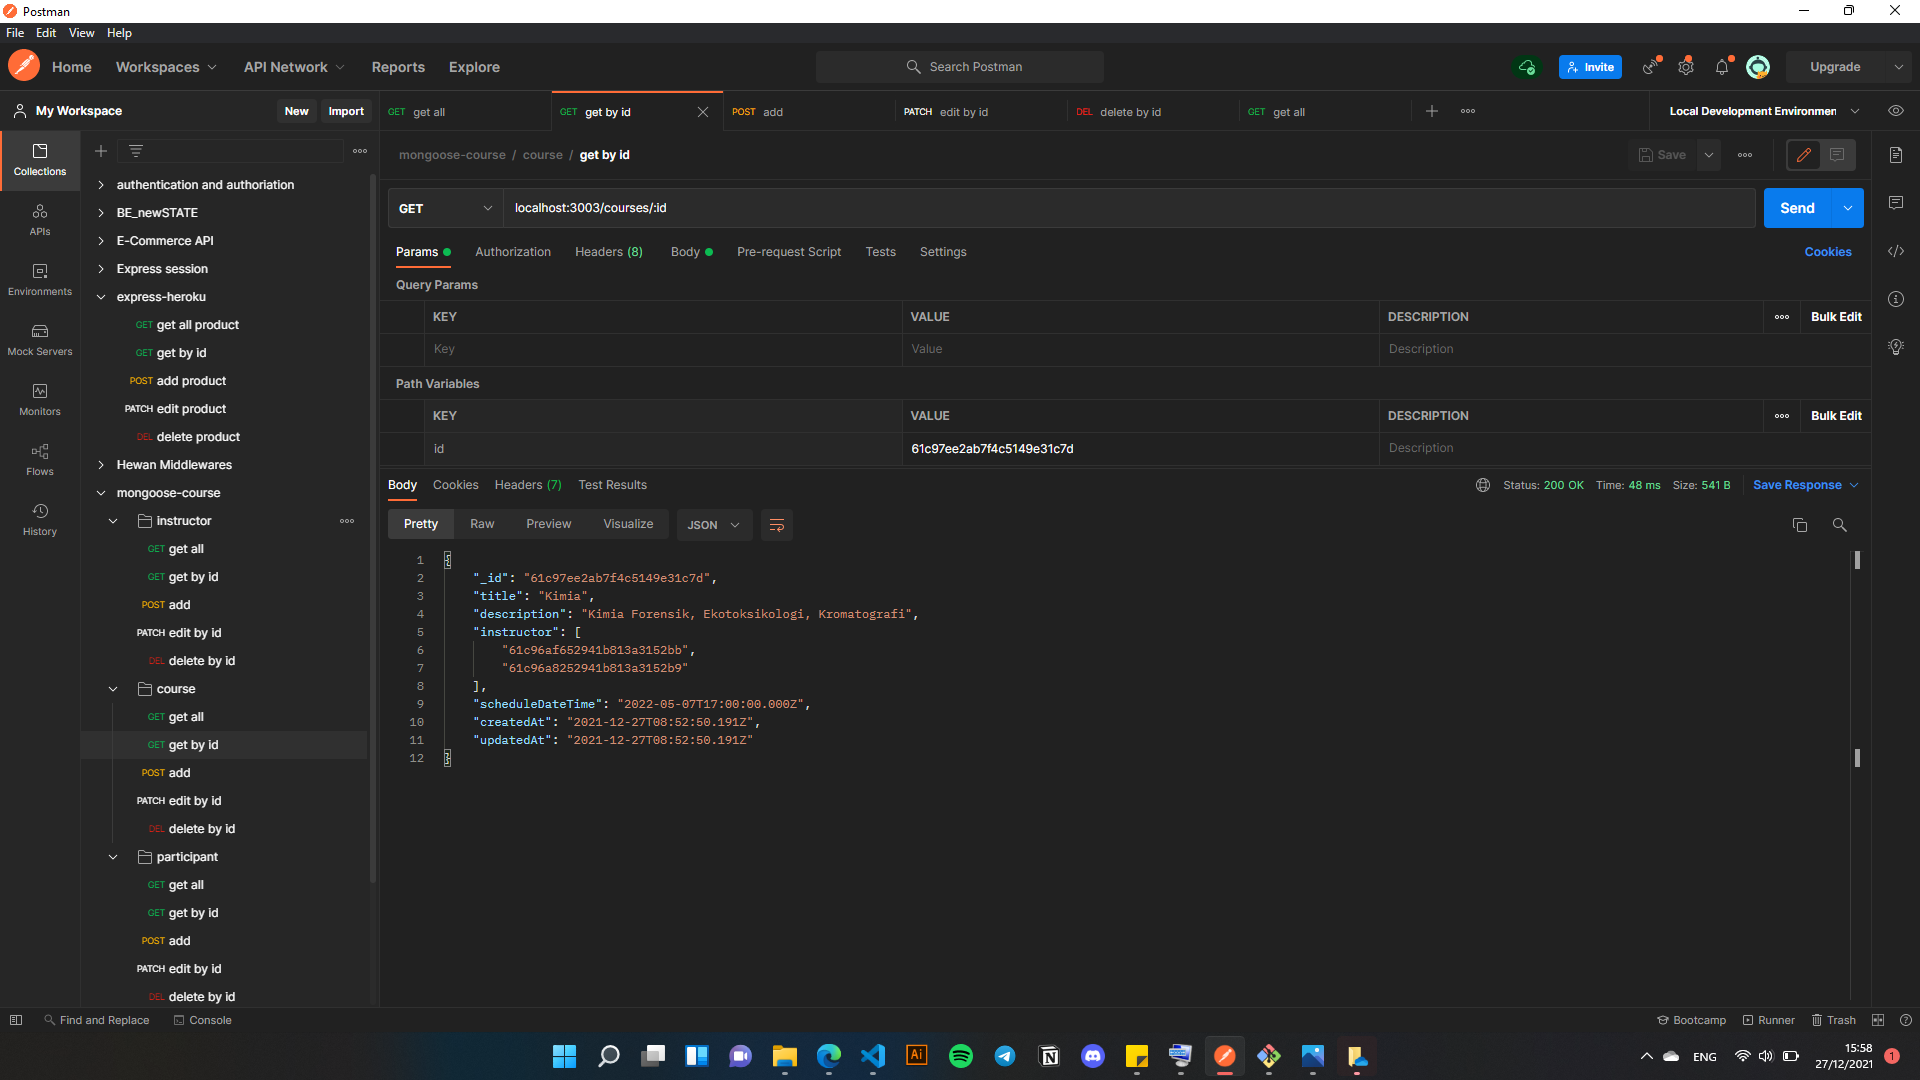 Postman
File Edit View Help
Home Workspaces API Network Reports Explore Search Postman Invite Upgrade
My Workspace New Import GET get all GET get by id POST add PATCH edit by id DEL delete by id GET get all Local Development Environmen
Collections
APIs
Environments
Mock Servers
Monitors
Flows
History
authentication and authoriation
BE_newSTATE
E-Commerce API
Express session
express-heroku
GET get all product
GET get by id
POST add product
PATCH edit product
DEL delete product
Hewan Middlewares
mongoose-course
instructor
GET get all
GET get by id
POST add
PATCH edit by id
DEL delete by id
course
GET get all
GET get by id
POST add
PATCH edit by id
DEL delete by id
participant
GET get all
GET get by id
POST add
PATCH edit by id
DEL delete by id
mongoose-course / course / get by id Save
GET localhost:3003/courses/:id Send
Params Authorization Headers (8) Body Pre-request Script Tests Settings Cookies
Query Params
KEY VALUE DESCRIPTION Bulk Edit
Key Value Description
Path Variables
KEY VALUE DESCRIPTION Bulk Edit
id 61c97ee2ab7f4c5149e31c7d Description
Body Cookies Headers (7) Test Results Status: 200 OK Time: 48 ms Size: 541 B Save Response
Pretty Raw Preview Visualize JSON
1 {
2 "_id": "61c97ee2ab7f4c5149e31c7d",
3 "title": "Kimia",
4 "description": "Kimia Forensik, Ekotoksikologi, Kromatografi",
5 "instructor": [
6 "61c96af652941b813a3152bb",
7 "61c96a8252941b813a3152b9"
8 ],
9 "scheduleDateTime": "2022-05-07T17:00:00.000Z",
10 "createdAt": "2021-12-27T08:52:50.191Z",
11 "updatedAt": "2021-12-27T08:52:50.191Z"
12 }
Find and Replace Console Bootcamp Runner Trash
Ai ENG 15:58 1
27/12/2021